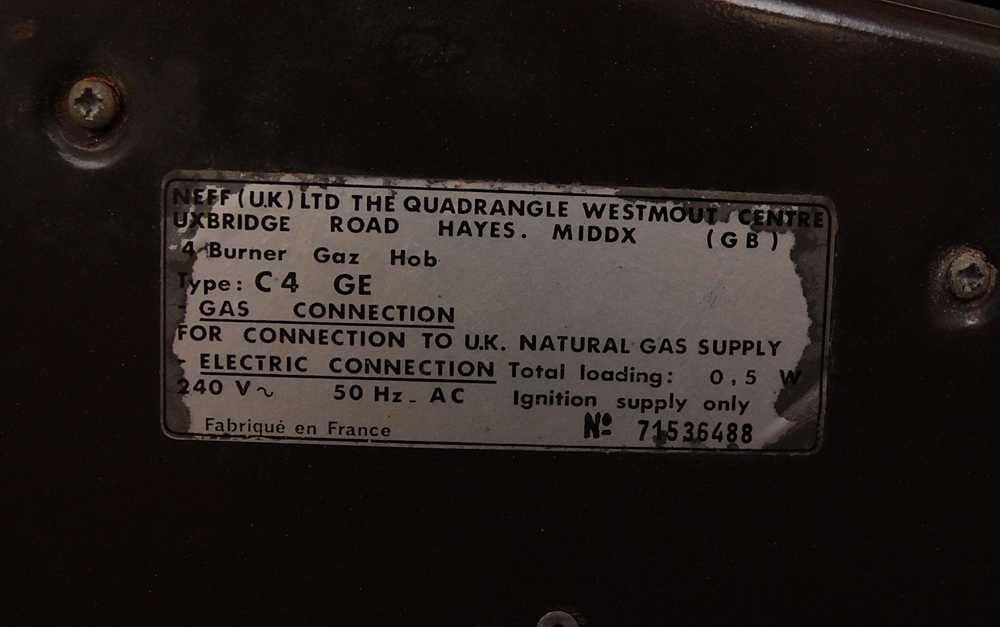 NEFF (U.K) LTD THE QUADRANGLE WESTMOUT CENTRE
UXBRIDGE ROAD HAYES. MIDDX (GB)
4 Burner Gaz Hob
Type: C4 GE
- GAS CONNECTION
FOR CONNECTION TO U.K. NATURAL GAS SUPPLY
- ELECTRIC CONNECTION Total loading: 0,5 W
240 V~ 50 Hz_ AC Ignition supply only
Fabriqué en France Nº 71536488